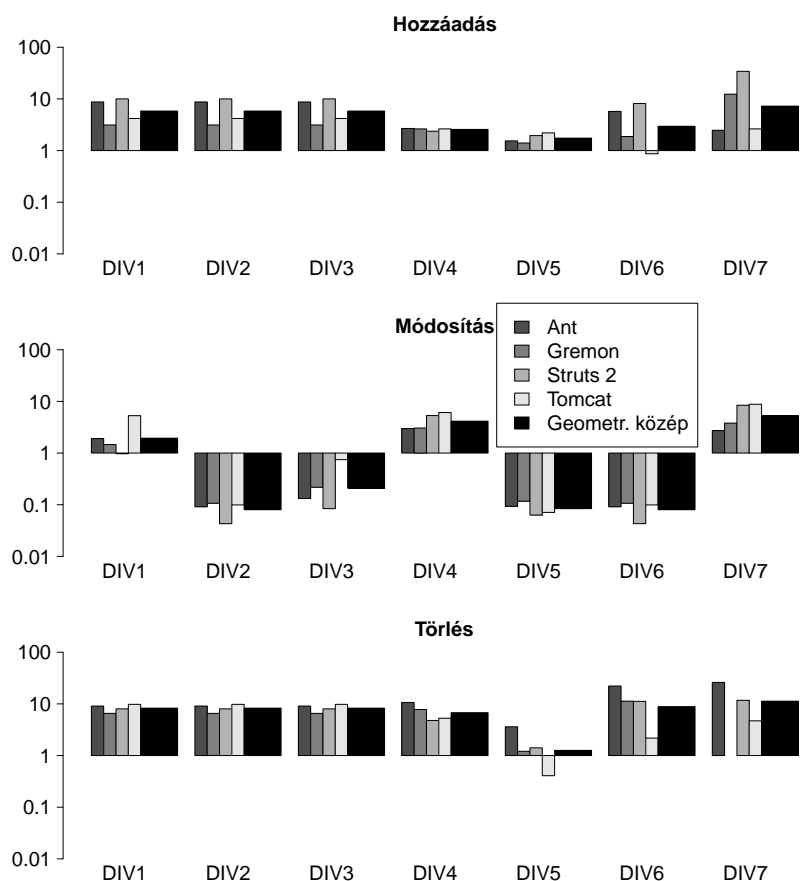 Hozzáadás
100
10
1
0.1
0.01
DIV1 DIV2 DIV3 DIV4 DIV5 DIV6 DIV7
Módosítás
100
10
1
0.1
0.01
Ant
Gremon
Struts 2
Tomcat
Geometr. közép
DIV1 DIV2 DIV3 DIV4 DIV5 DIV6 DIV7
Törlés
100
10
1
0.1
0.01
DIV1 DIV2 DIV3 DIV4 DIV5 DIV6 DIV7